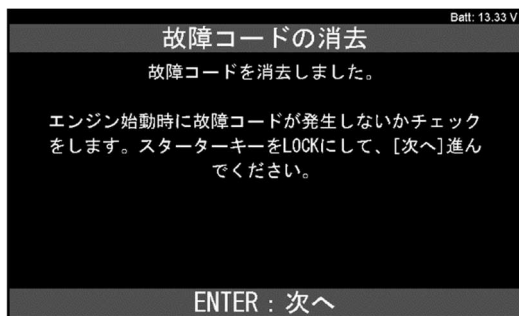 Batt: 13.33 V
故障コードの消去
故障コードを消去しました。
エンジン始動時に故障コードが発生しないかチェック
をします。スターターキーをLOCKにして、[次へ]進ん
でください。
ENTER : 次へ